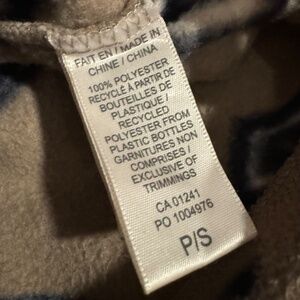 FAIT EN / MADE IN
CHINE / CHINA
100% POLYESTER
RECYCLÉ À PARTIR DE
BOUTEILLES DE
PLASTIQUE /
RECYCLED
POLYESTER FROM
PLASTIC BOTTLES
GARNITURES NON
COMPRISES /
EXCLUSIVE OF
TRIMMINGS
CA 01241
PO 1004976
P/S